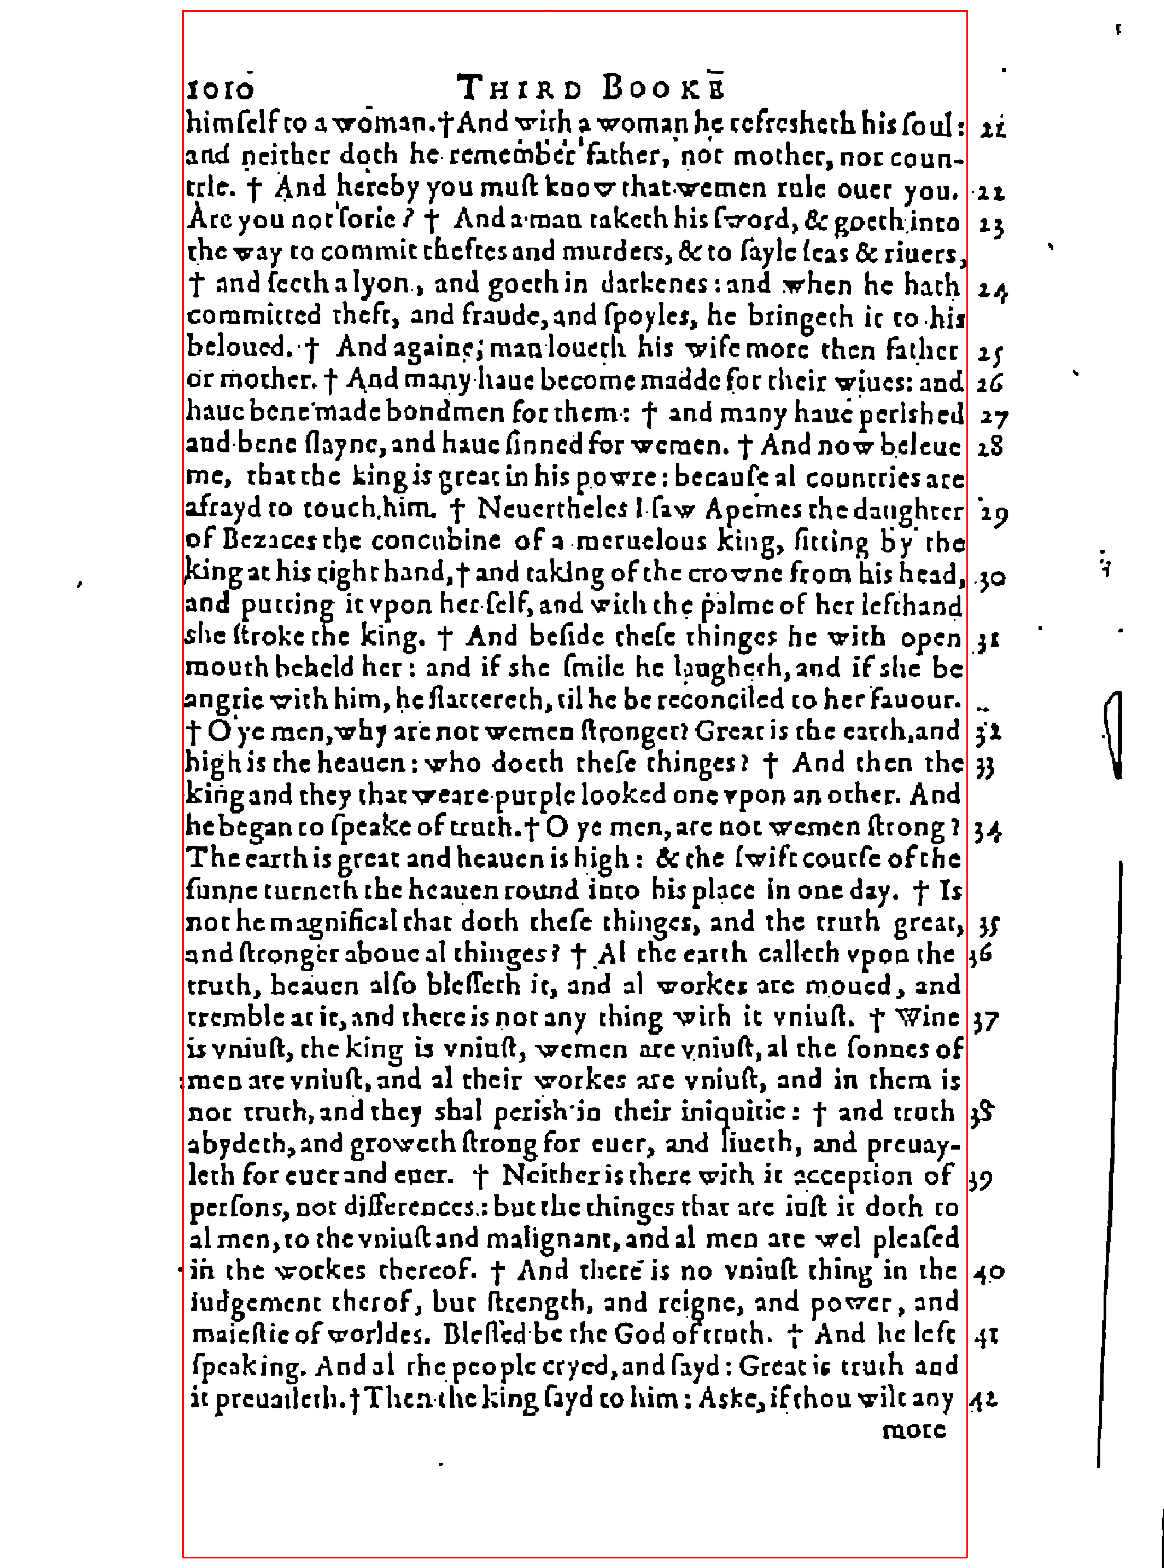 1010 THIRD BOOKE
himſelf to a woman. † And with a woman he refresheth his ſoul: 21
and neither doth he remember father, nor mother, nor coun-
trie. † And hereby you muſt know that wemen rule ouer you. 22
Are you not ſorie? † And a man taketh his ſword, & goeth into 23
the way to commit theftes and murders, & to ſayle ſeas & riuers,
† and ſeeth a lyon, and goeth in darkenes: and when he hath 24
committed theft, and fraude, and ſpoyles, he bringeth it to his
beloued. † And againe, man loueth his wife more then father 25
or mother. † And many haue become madde for their wiues: and 26
haue bene made bondmen for them: † and many haue perished 27
and bene ſlayne, and haue ſinned for wemen. † And now beleue 28
me, that the king is great in his powre: becauſe al countries are
afrayd to touch him. † Neuertheles I ſaw Apemes the daughter 29
of Bezaces the concubine of a meruelous king, ſitting by the
king at his right hand, † and taking of the crowne from his head, 30
and putting it vpon her ſelf, and with the palme of her left hand
she ſtroke the king. † And beſide theſe thinges he with open 31
mouth beheld her: and if she ſmile he laugheth, and if she be
angrie with him, he flattereth, til he be reconciled to her fauour.
† O ye men, why are not wemen ſtronger? Great is the earth, and 32
high is the heauen: who doeth theſe thinges? † And then the 33
king and they that weare purple looked one vpon an other. And
he began to ſpeake of truth. † O ye men, are not wemen ſtrong? 34
The earth is great and heauen is high: & the ſwift courſe of the
ſunne turneth the heauen round into his place in one day. † Is
not he magnifical that doth theſe thinges, and the truth great, 35
and ſtronger aboue al thinges? † Al the earth calleth vpon the 36
truth, heauen alſo bleſſeth it, and al workes are moued, and
tremble at it, and there is not any thing with it vniuſt. † Wine 37
is vniuſt, the king is vniuſt, wemen are vniuſt, al the ſonnes of
men are vniuſt, and al their workes are vniuſt, and in them is
not truth, and they shal perish in their iniquitie: † and truth 38
abydeth, and groweth ſtrong for euer, and liueth, and preuay-
leth for euer and euer. † Neither is there with it acception of 39
perſons, nor differences: but the thinges that are iuſt it doth to
al men, to the vniuſt and malignant, and al men are wel pleaſed
in the workes thereof. † And there is no vniuſt thing in the 40
iudgement therof, but ſtrength, and reigne, and power, and
maieſtie of worldes. Bleſſed be the God of truth. † And he left 41
ſpeaking. And al the people cryed, and ſayd: Great is truth and
it preuaileth. † Then the king ſayd to him: Aske, if thou wilt any 42
more